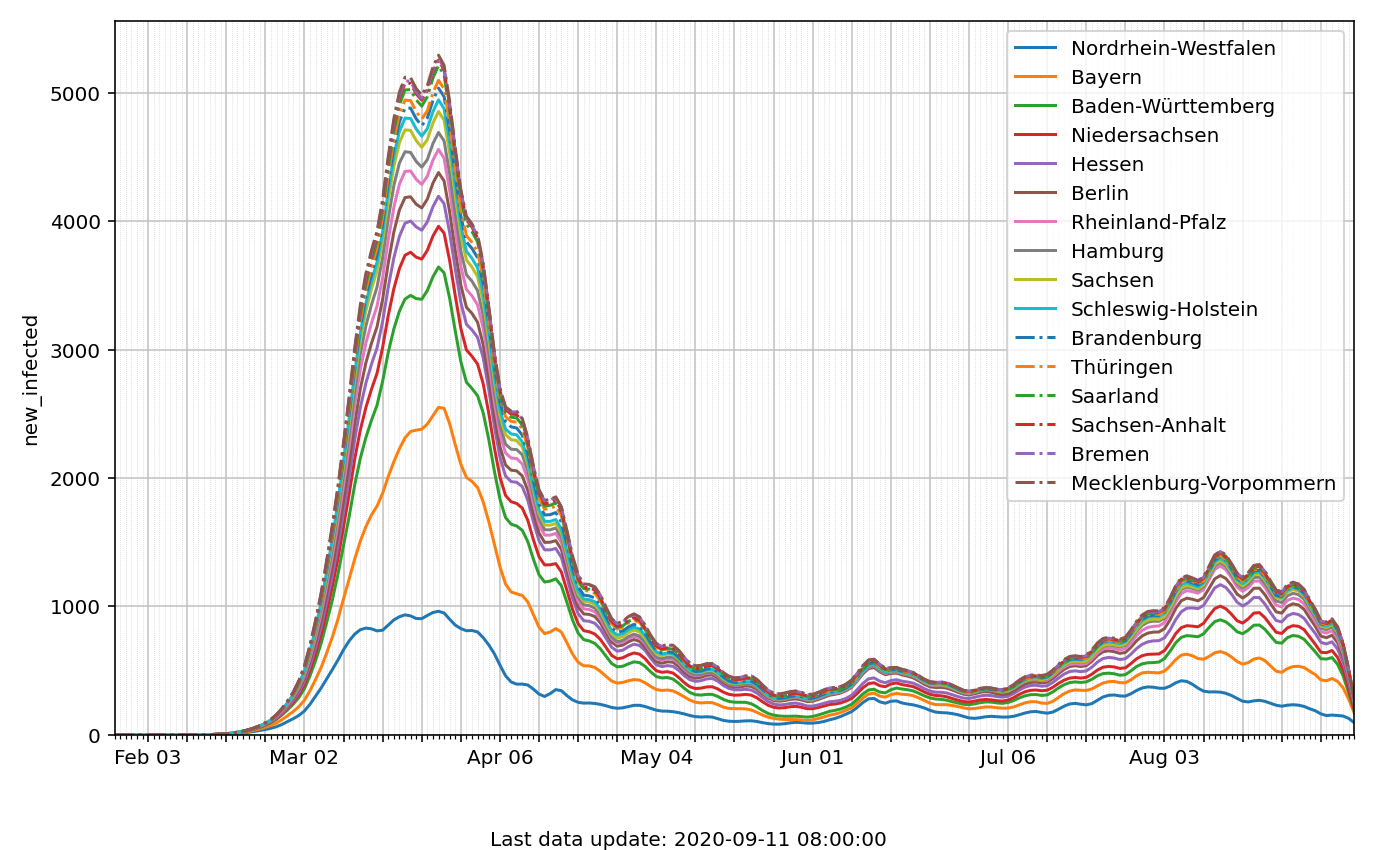 new_infected
5000
4000
3000
2000
1000
0
Feb 03 Mar 02 Apr 06 May 04 Jun 01 Jul 06 Aug 03
Nordrhein-Westfalen
Bayern
Baden-Württemberg
Niedersachsen
Hessen
Berlin
Rheinland-Pfalz
Hamburg
Sachsen
Schleswig-Holstein
Brandenburg
Thüringen
Saarland
Sachsen-Anhalt
Bremen
Mecklenburg-Vorpommern
Last data update: 2020-09-11 08:00:00